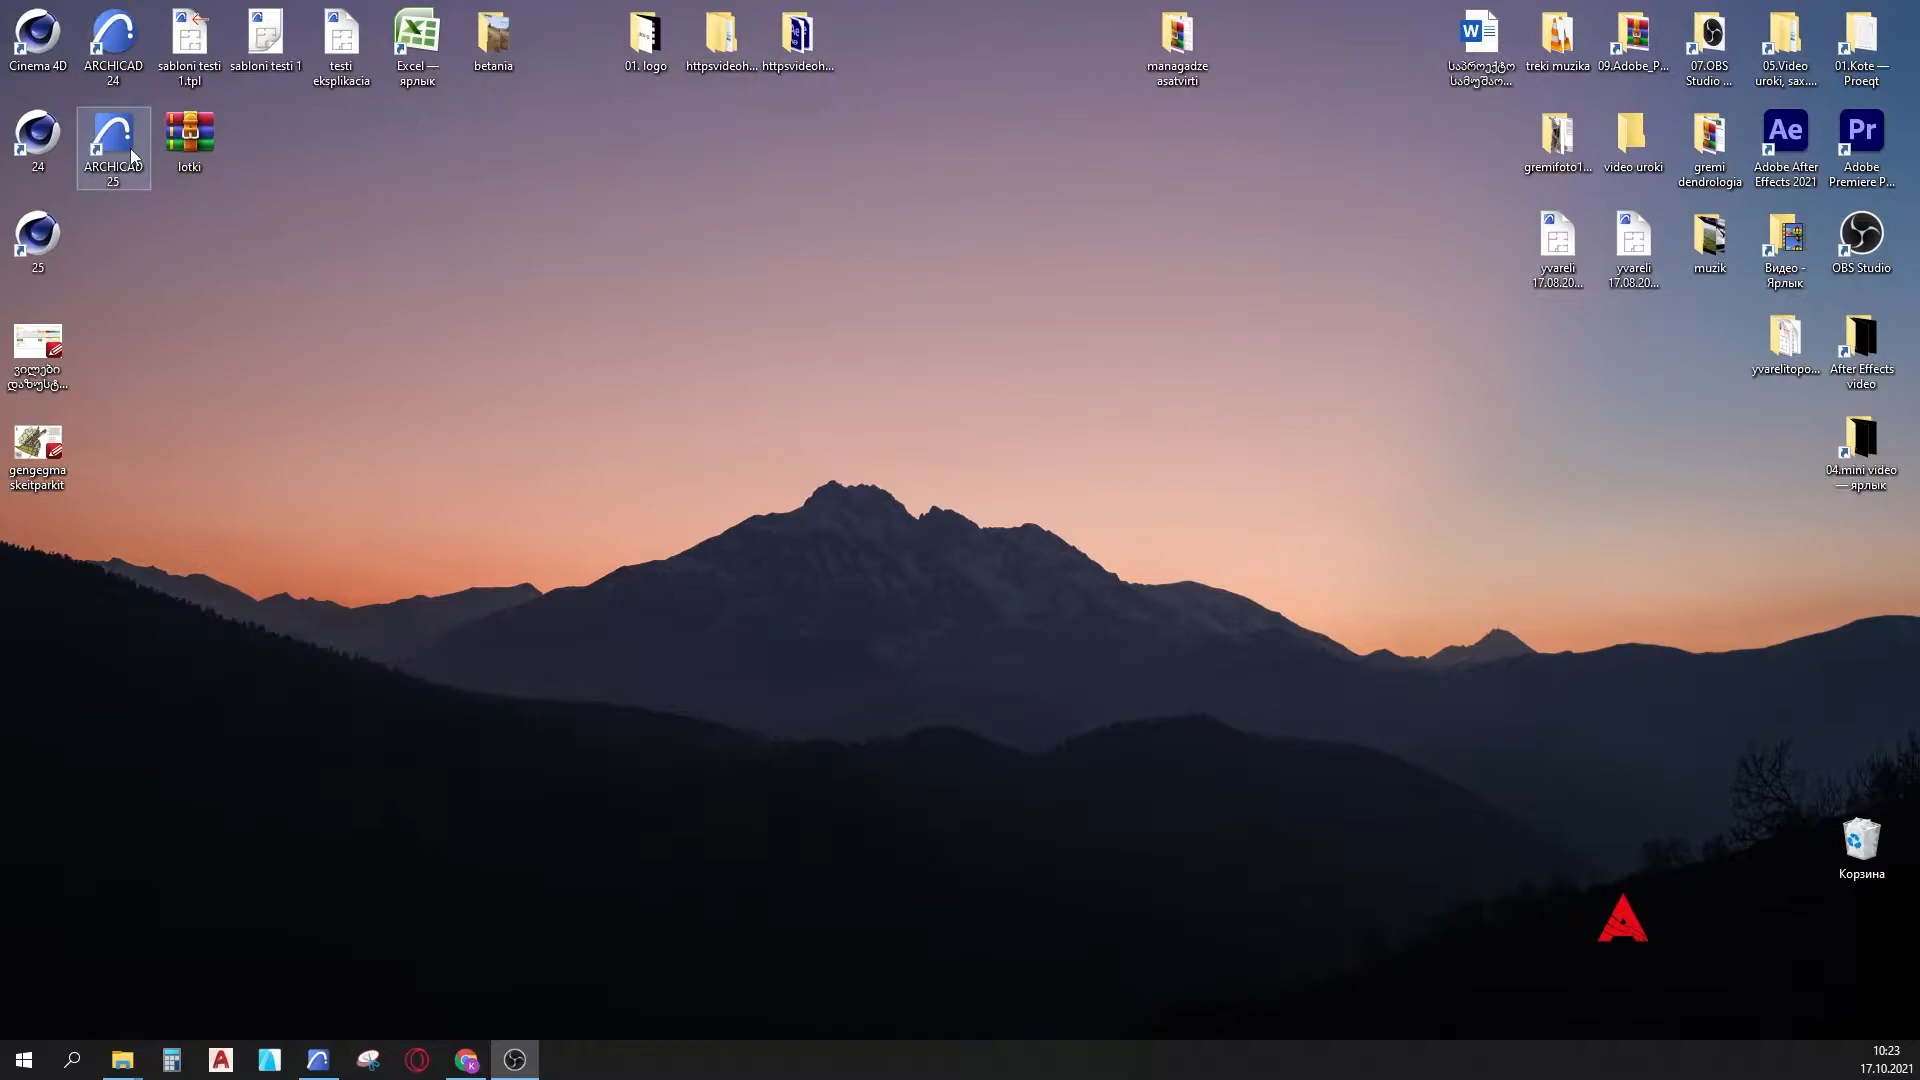 Cinema 4D
ARCHICAD
24
sabloni testi
1.tpl
sabloni testi 1
testi
eksplikacia
Excel —
ярлык
betania
01. logo
httpsvideoh...
httpsvideoh...
managadze
asatvirti
საპროექტო
სამუშაო...
treki muzika
09.Adobe_P...
07.OBS
Studio ...
05.Video
uroki, sax....
01.Kote —
Proeqt
24
ARCHICAD
25
lotki
gremifoto1...
video uroki
gremi
dendrologia
Ae
Adobe After
Effects 2021
Pr
Adobe
Premiere P...
25
yvareli
17.08.20...
yvareli
17.08.20...
muzik
Видео -
Ярлык
OBS Studio
ვილები
დაზუსტ...
yvarelitopo...
After Effects
video
gengegma
skeitparkit
04.mini video
— ярлык
Корзина
10:23
17.10.2021